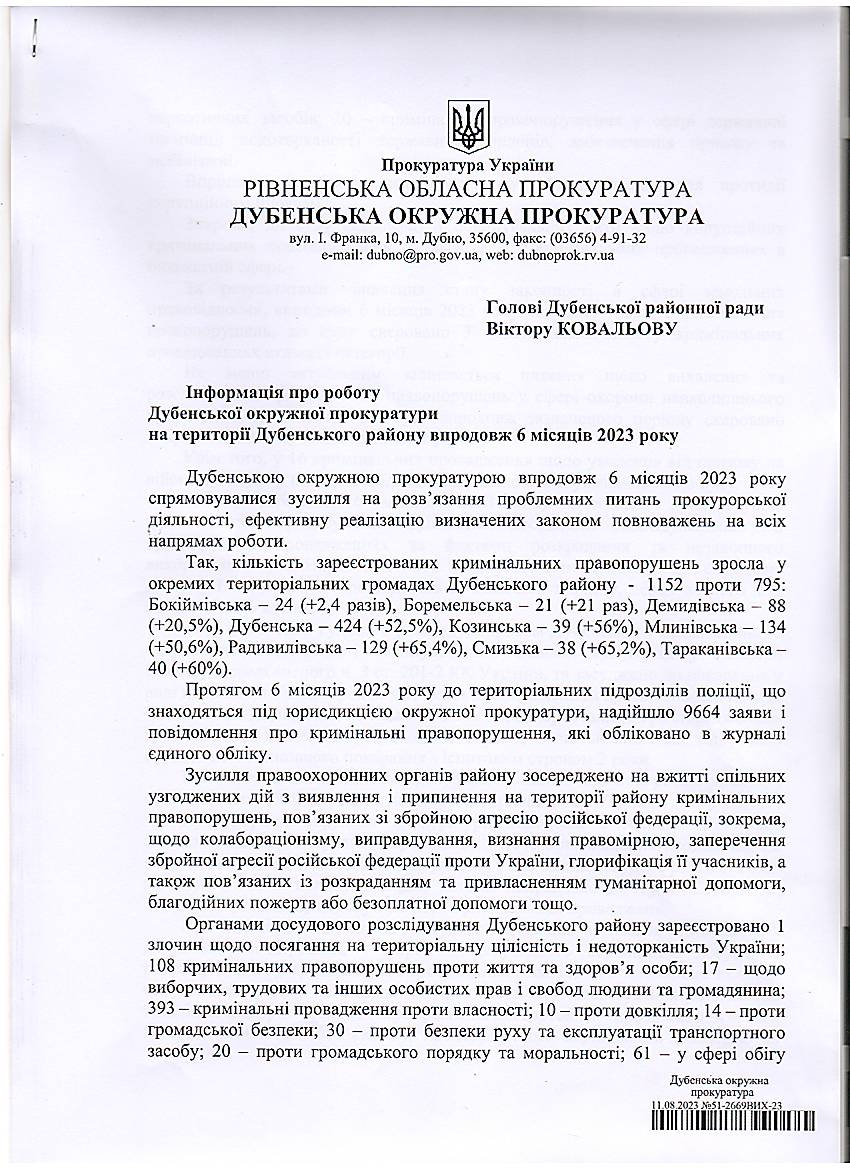 Прокуратура України
РІВНЕНСЬКА ОБЛАСНА ПРОКУРАТУРА
ДУБЕНСЬКА ОКРУЖНА ПРОКУРАТУРА
вул. І. Франка, 10, м. Дубно, 35600, факс: (03656) 4-91-32
e-mail: dubno@pro.gov.ua, web: dubnoprok.rv.ua
Голові Дубенської районної ради
Віктору КОВАЛЬОВУ
Інформація про роботу
Дубенської окружної прокуратури
на території Дубенського району впродовж 6 місяців 2023 року
Дубенською окружною прокуратурою впродовж 6 місяців 2023 року
спрямовувалися зусилля на розв’язання проблемних питань прокурорської
діяльності, ефективну реалізацію визначених законом повноважень на всіх
напрямах роботи.
Так, кількість зареєстрованих кримінальних правопорушень зросла у
окремих територіальних громадах Дубенського району - 1152 проти 795:
Бокіймівська – 24 (+2,4 разів), Боремельська – 21 (+21 раз), Демидівська – 88
(+20,5%), Дубенська – 424 (+52,5%), Козинська – 39 (+56%), Млинівська – 134
(+50,6%), Радивилівська – 129 (+65,4%), Смизька – 38 (+65,2%), Тараканівська –
40 (+60%).
Протягом 6 місяців 2023 року до територіальних підрозділів поліції, що
знаходяться під юрисдикцією окружної прокуратури, надійшло 9664 заяви і
повідомлення про кримінальні правопорушення, які обліковано в журналі
єдиного обліку.
Зусилля правоохоронних органів району зосереджено на вжитті спільних
узгоджених дій з виявлення і припинення на території району кримінальних
правопорушень, пов’язаних зі збройною агресію російської федерації, зокрема,
щодо колабораціонізму, виправдування, визнання правомірною, заперечення
збройної агресії російської федерації проти України, глорифікація її учасників, а
також пов’язаних із розкраданням та привласненням гуманітарної допомоги,
благодійних пожертв або безоплатної допомоги тощо.
Органами досудового розслідування Дубенського району зареєстровано 1
злочин щодо посягання на територіальну цілісність і недоторканість України;
108 кримінальних правопорушень проти життя та здоров’я особи; 17 – щодо
виборчих, трудових та інших особистих прав і свобод людини та громадянина;
393 – кримінальні провадження проти власності; 10 – проти довкілля; 14 – проти
громадської безпеки; 30 – проти безпеки руху та експлуатації транспортного
засобу; 20 – проти громадського порядку та моральності; 61 – у сфері обігу
Дубенська окружна
прокуратура
11.08.2023 №51-2669ВИХ-23